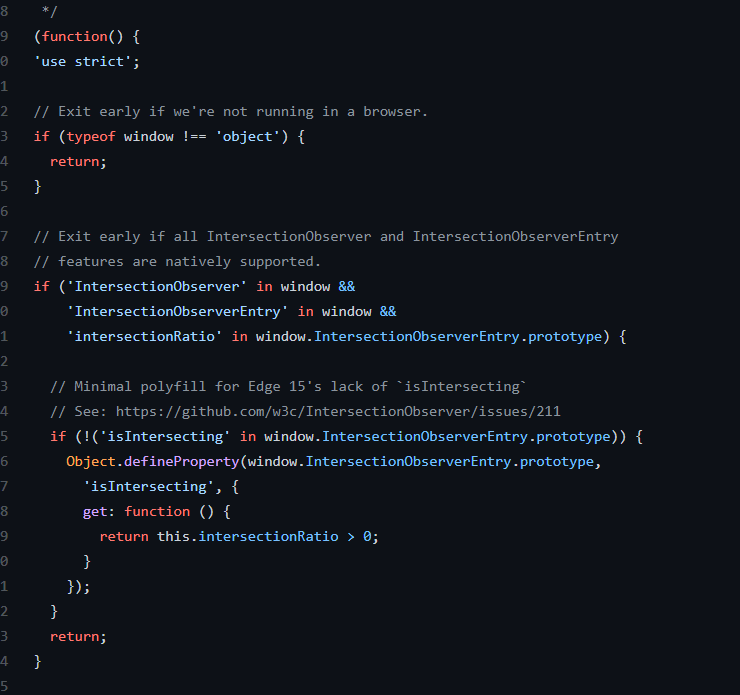 8 */
9 (function() {
0 'use strict';
1
2 // Exit early if we're not running in a browser.
3 if (typeof window !== 'object') {
4 return;
5 }
6
7 // Exit early if all IntersectionObserver and IntersectionObserverEntry
8 // features are natively supported.
9 if ('IntersectionObserver' in window &&
0 'IntersectionObserverEntry' in window &&
1 'intersectionRatio' in window.IntersectionObserverEntry.prototype) {
2
3 // Minimal polyfill for Edge 15's lack of `isIntersecting`
4 // See: https://github.com/w3c/IntersectionObserver/issues/211
5 if (!('isIntersecting' in window.IntersectionObserverEntry.prototype)) {
6 Object.defineProperty(window.IntersectionObserverEntry.prototype,
7 'isIntersecting', {
8 get: function () {
9 return this.intersectionRatio > 0;
0 }
1 });
2 }
3 return;
4 }
5